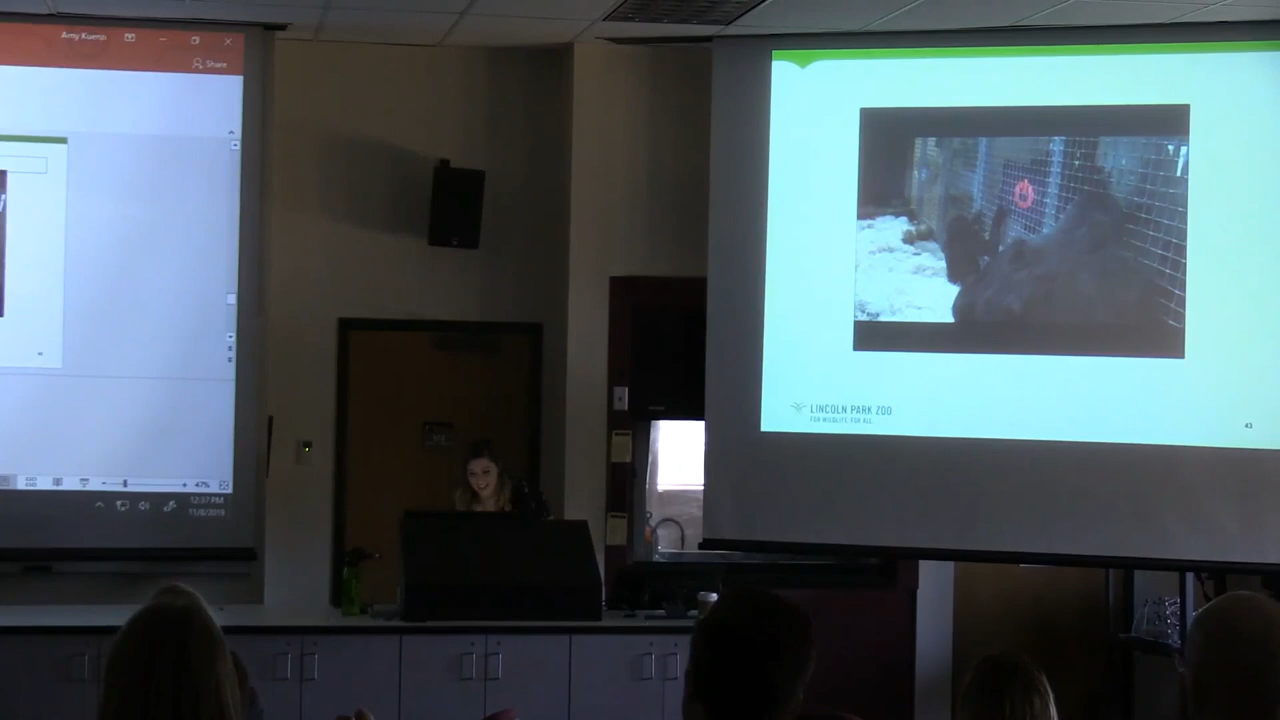 Amy Kuenzi
Share
47%
12:37 PM
11/8/2019
LINCOLN PARK ZOO
FOR WILDLIFE. FOR ALL.
43